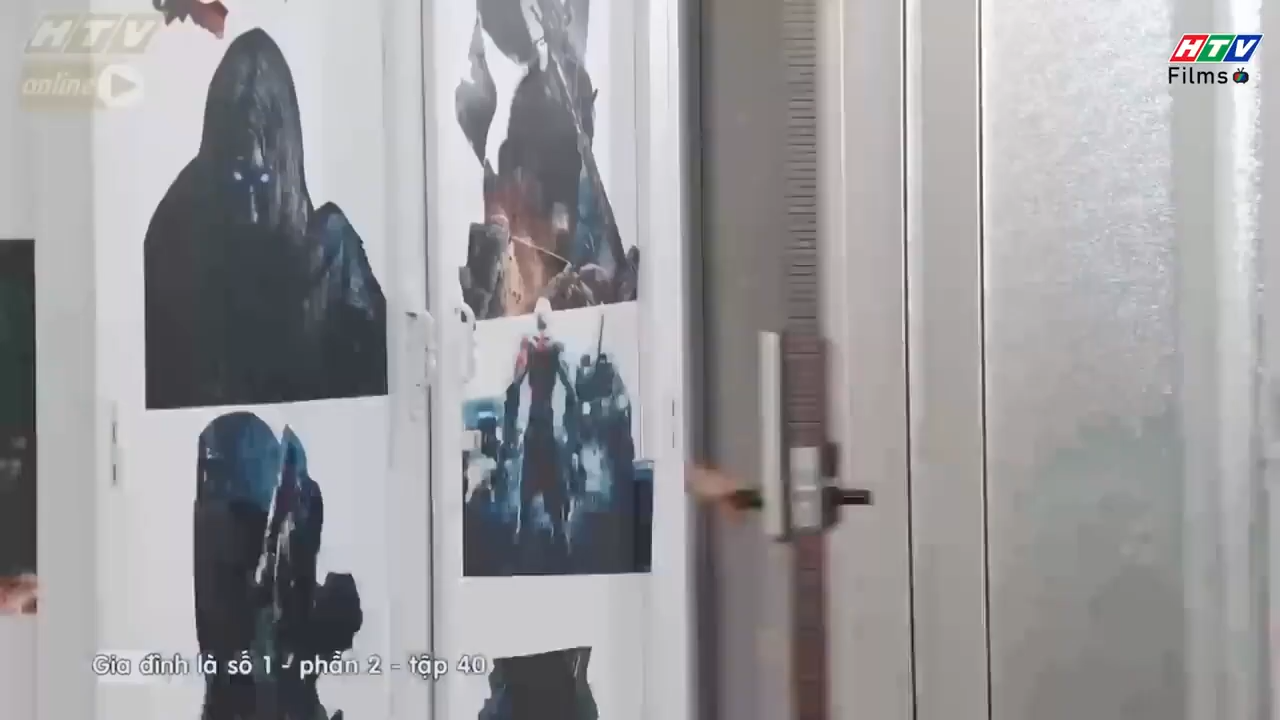 HTV
online
HTV
Films
Gia đình là số 1 - phần 2 - tập 40